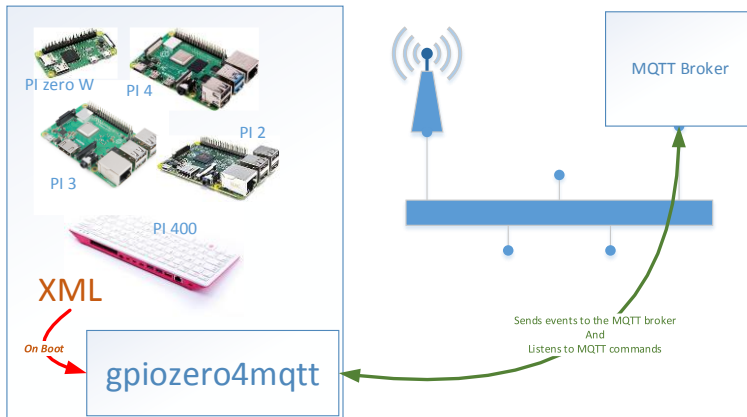 PI zero W
PI 4
PI 2
PI 3
PI 400
XML
On Boot
gpiozero4mqtt
MQTT Broker
Sends events to the MQTT broker
And
Listens to MQTT commands